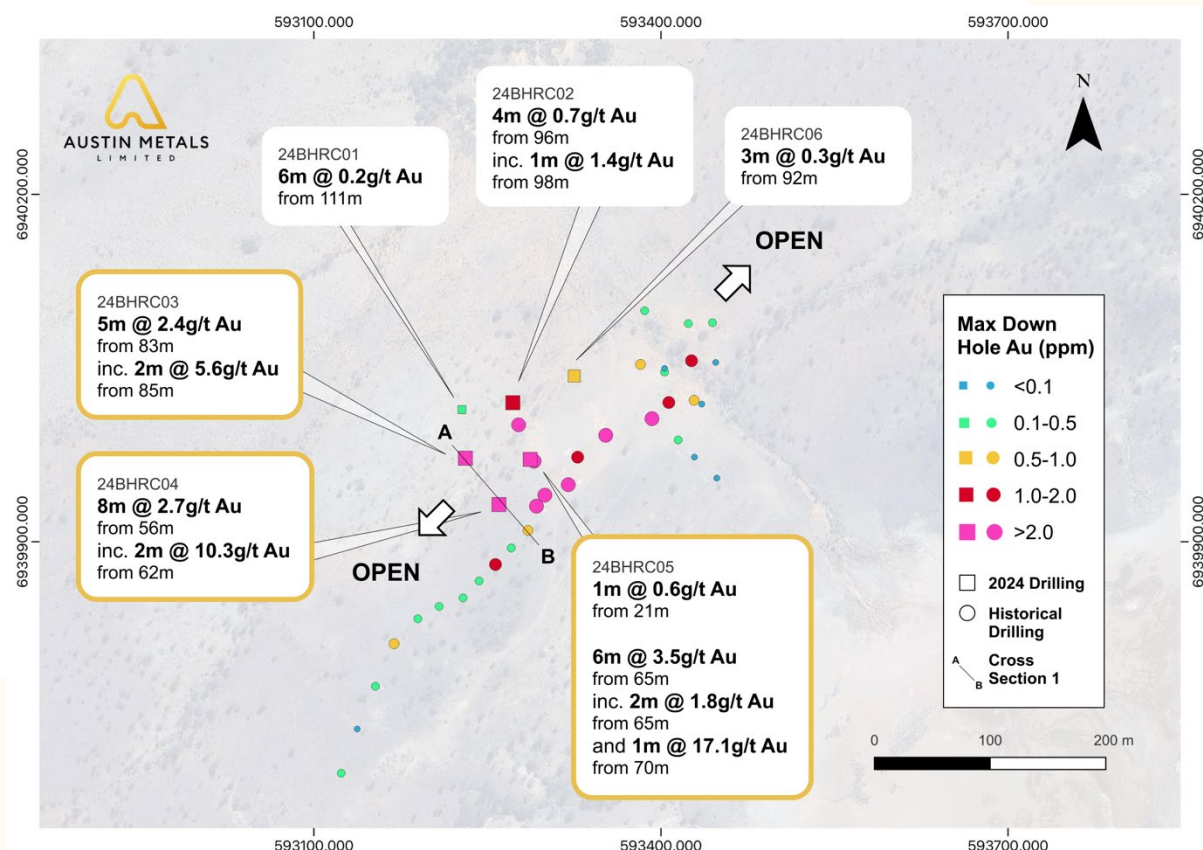 593100.000
593400.000
593700.000
AUSTIN METALS
LIMITED
N
6940200.000
6940200.000
24BHRC01
6m @ 0.2g/t Au
from 111m
24BHRC02
4m @ 0.7g/t Au
from 96m
inc. 1m @ 1.4g/t Au
from 98m
24BHRC06
3m @ 0.3g/t Au
from 92m
OPEN
24BHRC03
5m @ 2.4g/t Au
from 83m
inc. 2m @ 5.6g/t Au
from 85m
A
B
24BHRC04
8m @ 2.7g/t Au
from 56m
inc. 2m @ 10.3g/t Au
from 62m
OPEN
24BHRC05
1m @ 0.6g/t Au
from 21m
6m @ 3.5g/t Au
from 65m
inc. 2m @ 1.8g/t Au
from 65m
and 1m @ 17.1g/t Au
from 70m
Max Down
Hole Au (ppm)
<0.1
0.1-0.5
0.5-1.0
1.0-2.0
>2.0
2024 Drilling
Historical
Drilling
A
B
Cross
Section 1
6939900.000
6939900.000
0 100 200 m
593100.000
593400.000
593700.000